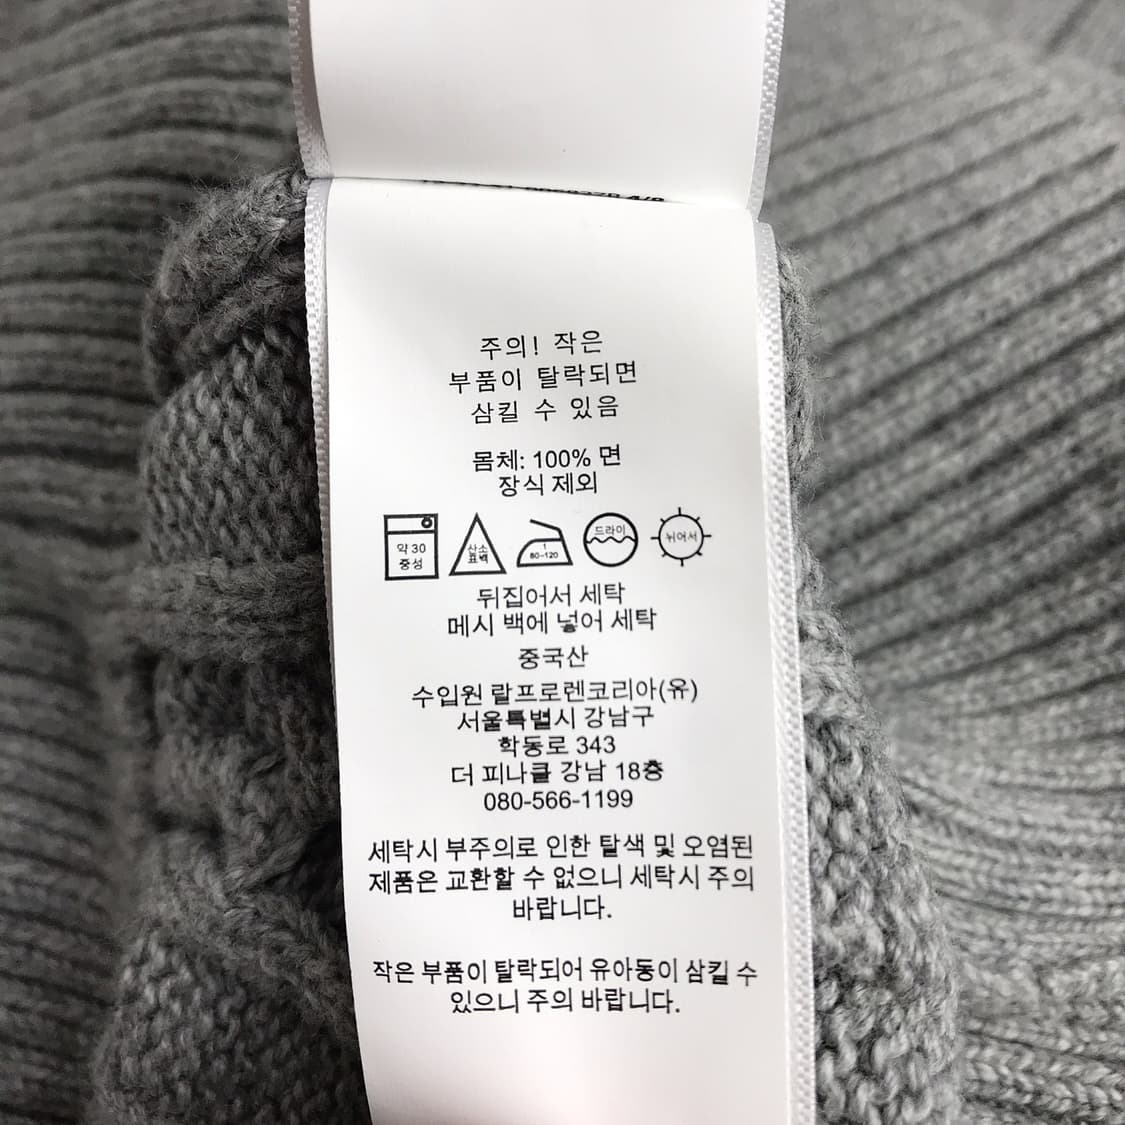 주의! 작은
부품이 탈락되면
삼킬 수 있음
몸체: 100% 면
장식 제외
약 30
중성
산소
표백
1
80-120
드라이
뉘어서
뒤집어서 세탁
메시 백에 넣어 세탁
중국산
수입원 랄프로렌코리아(유)
서울특별시 강남구
학동로 343
더 피나클 강남 18층
080-566-1199
세탁시 부주의로 인한 탈색 및 오염된
제품은 교환할 수 없으니 세탁시 주의
바랍니다.
작은 부품이 탈락되어 유아동이 삼킬 수
있으니 주의 바랍니다.